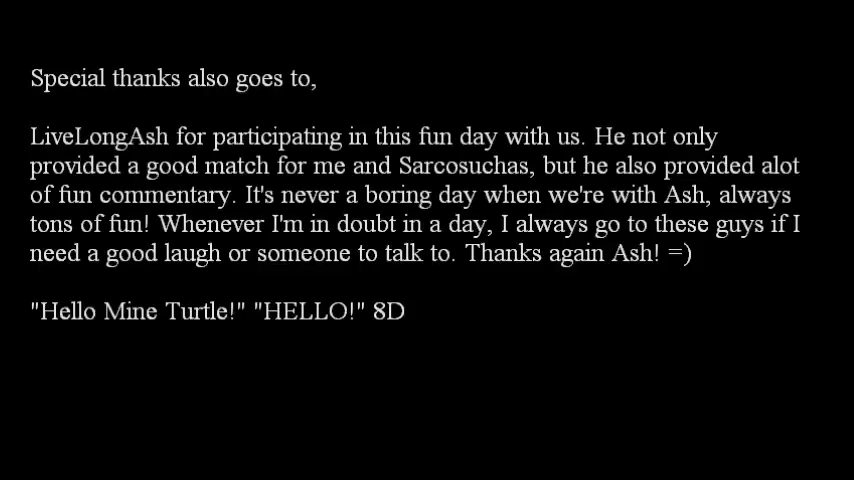 Special thanks also goes to,
LiveLongAsh for participating in this fun day with us. He not only
provided a good match for me and Sarcosuchas, but he also provided alot
of fun commentary. It's never a boring day when we're with Ash, always
tons of fun! Whenever I'm in doubt in a day, I always go to these guys if I
need a good laugh or someone to talk to. Thanks again Ash! =)
"Hello Mine Turtle!" "HELLO!" 8D